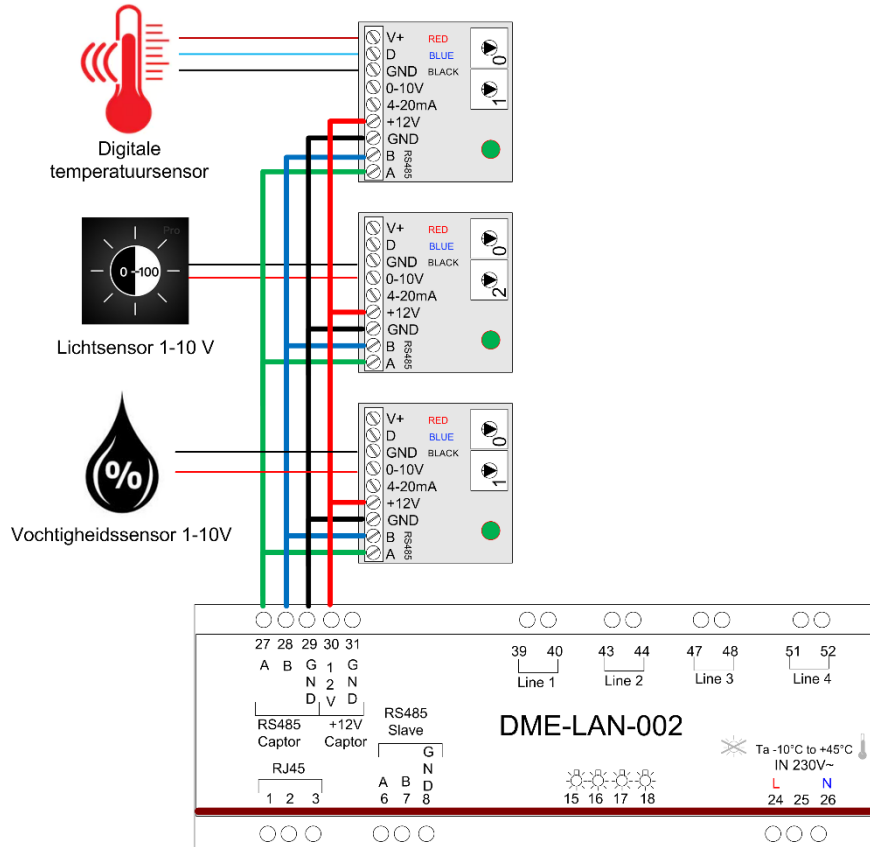 V+ RED
D BLUE
GND BLACK
0-10V
4-20mA
+12V
GND
B
A
RS485
0
1
Digitale
temperatuursensor
Pro
0 -100
Lichtsensor 1-10 V
V+ RED
D BLUE
GND BLACK
0-10V
4-20mA
+12V
GND
B
A
RS485
0
2
%
Vochtigheidssensor 1-10V
V+ RED
D BLUE
GND BLACK
0-10V
4-20mA
+12V
GND
B
A
RS485
0
1
27 28 29 30 31
A B GND 12V GND
RS485
Captor
+12V
Captor
39 40
Line 1
43 44
Line 2
47 48
Line 3
51 52
Line 4
RS485
Slave
DME-LAN-002
RJ45
1 2 3
A B GND
6 7 8
15 16 17 18
Ta -10°C to +45°C
IN 230V~
L N
24 25 26